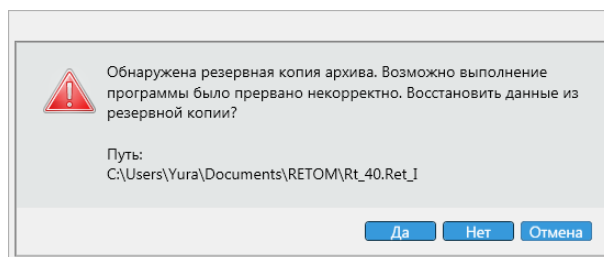 Обнаружена резервная копия архива. Возможно выполнение
программы было прервано некорректно. Восстановить данные из
резервной копии?
Путь:
C:\Users\Yura\Documents\RETOM\Rt_40.Ret_I
Да Нет Отмена